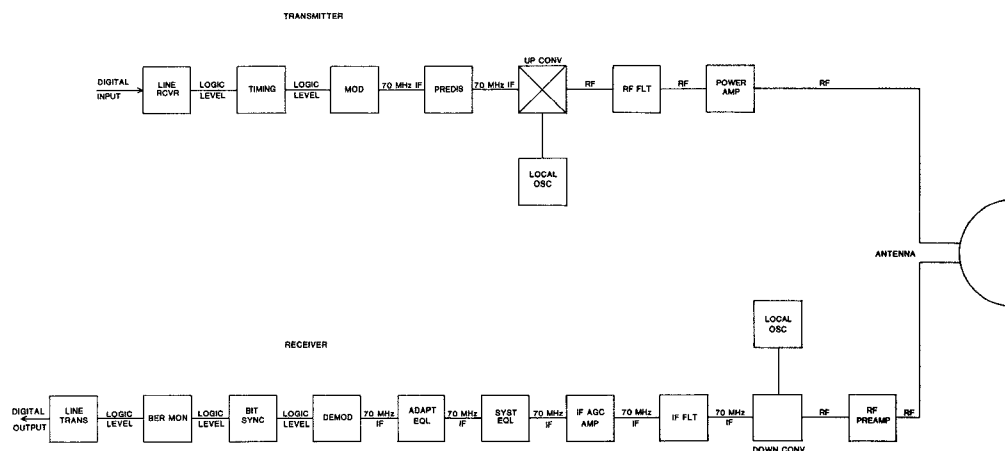 TRANSMITTER
DIGITAL
INPUT
LINE
RCVR
LOGIC
LEVEL
TIMING
LOGIC
LEVEL
MOD
70 MHz IF
PREDIS
70 MHz IF
UP CONV
RF
RF FLT
RF
POWER
AMP
RF
LOCAL
OSC
ANTENNA
LOCAL
OSC
RECEIVER
DIGITAL
OUTPUT
LINE
TRANS
LOGIC
LEVEL
BER MON
LOGIC
LEVEL
BIT
SYNC
LOGIC
LEVEL
DEMOD
70 MHz
IF
ADAPT
EQL
70 MHz
IF
SYST
EQL
70 MHz
IF
IF AGC
AMP
70 MHz
IF
IF FLT
70 MHz
IF
DOWN CONV
RF
RF
PREAMP
RF